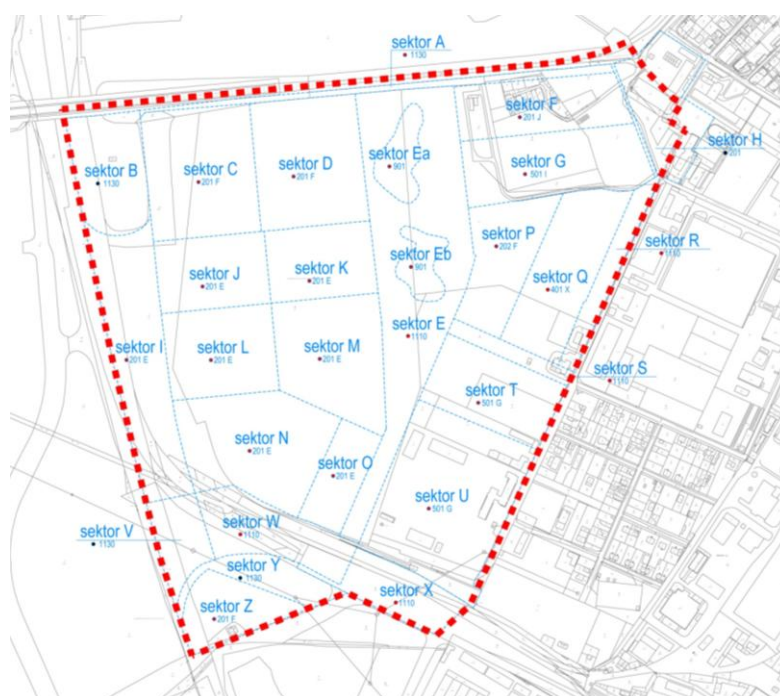 sektor A
1130
sektor F
201 J
sektor H
201
sektor B
1130
sektor C
201 F
sektor D
201 F
sektor Ea
901
sektor G
501 I
sektor P
202 F
sektor R
1110
sektor Eb
901
sektor J
201 E
sektor K
201 E
sektor Q
401 X
sektor E
1110
sektor I
201 E
sektor L
201 E
sektor M
201 E
sektor S
1110
sektor T
501 G
sektor N
201 E
sektor O
201 E
sektor U
501 G
sektor V
1130
sektor W
1110
sektor Y
1130
sektor X
1110
sektor Z
201 F